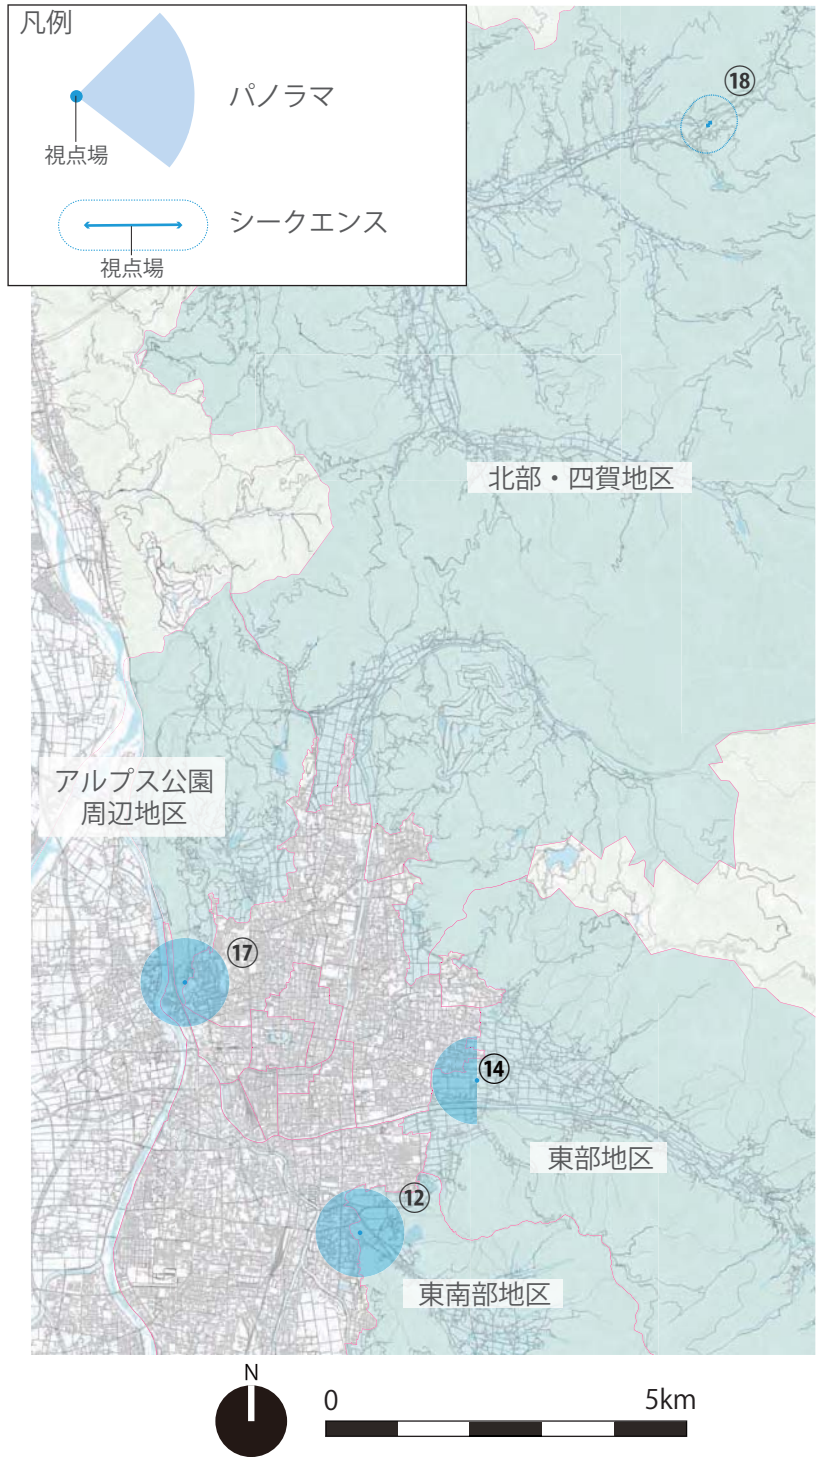 凡例
パノラマ
視点場
シークエンス
視点場
⑱
北部・四賀地区
アルプス公園
周辺地区
⑰
⑭
東部地区
⑫
東南部地区
N
0
5km